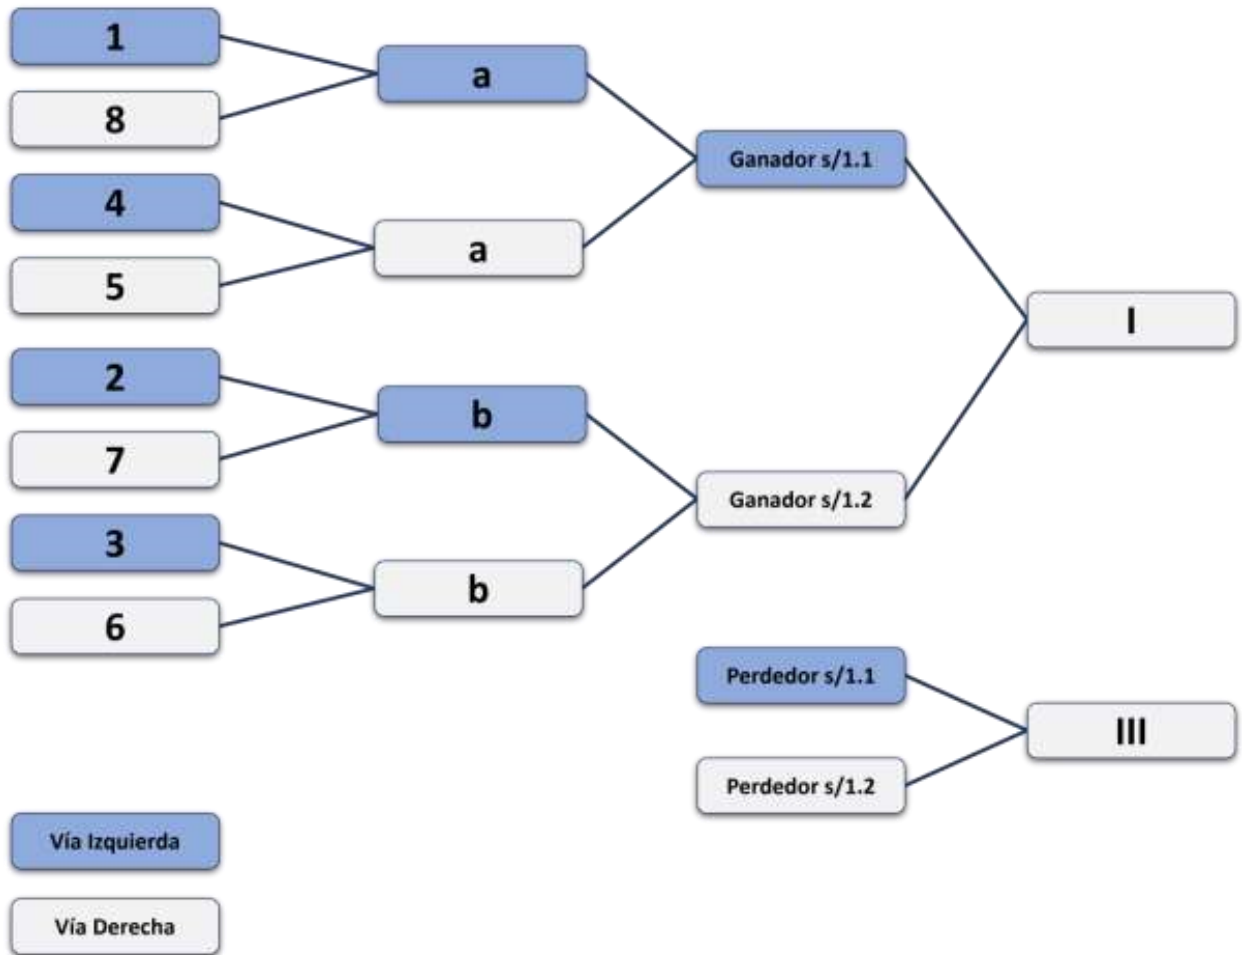 1
8
4
5
2
7
3
6
a
a
b
b
Ganador s/1.1
Ganador s/1.2
I
Perdedor s/1.1
Perdedor s/1.2
III
Vía Izquierda
Vía Derecha